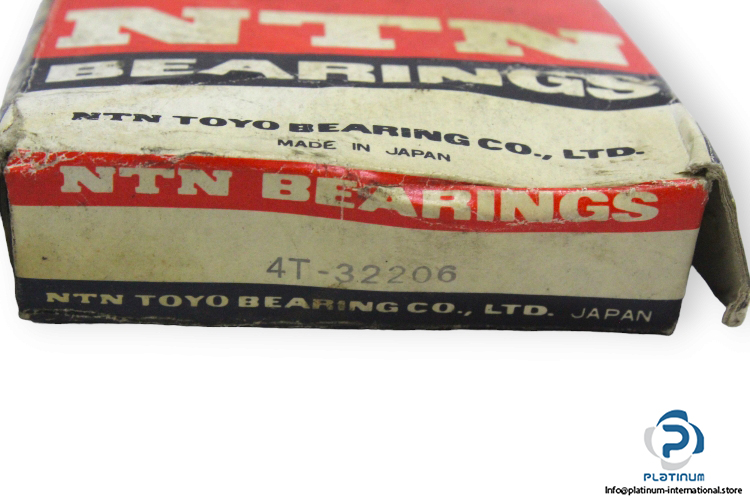 NTN
BEARINGS
NTN TOYO BEARING CO., LTD.
MADE IN JAPAN
NTN BEARINGS
4T-32206
NTN TOYO BEARING CO., LTD. JAPAN
PLATINUM
Info@platinum-international.store